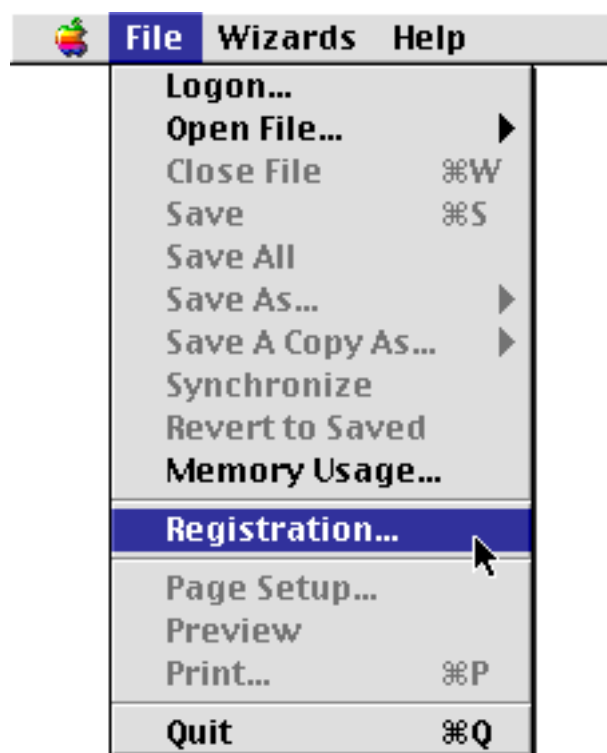 File Wizards Help
Logon...
Open File...
Close File ⌘W
Save ⌘S
Save All
Save As...
Save A Copy As...
Synchronize
Revert to Saved
Memory Usage...
Registration...
Page Setup...
Preview
Print... ⌘P
Quit ⌘Q